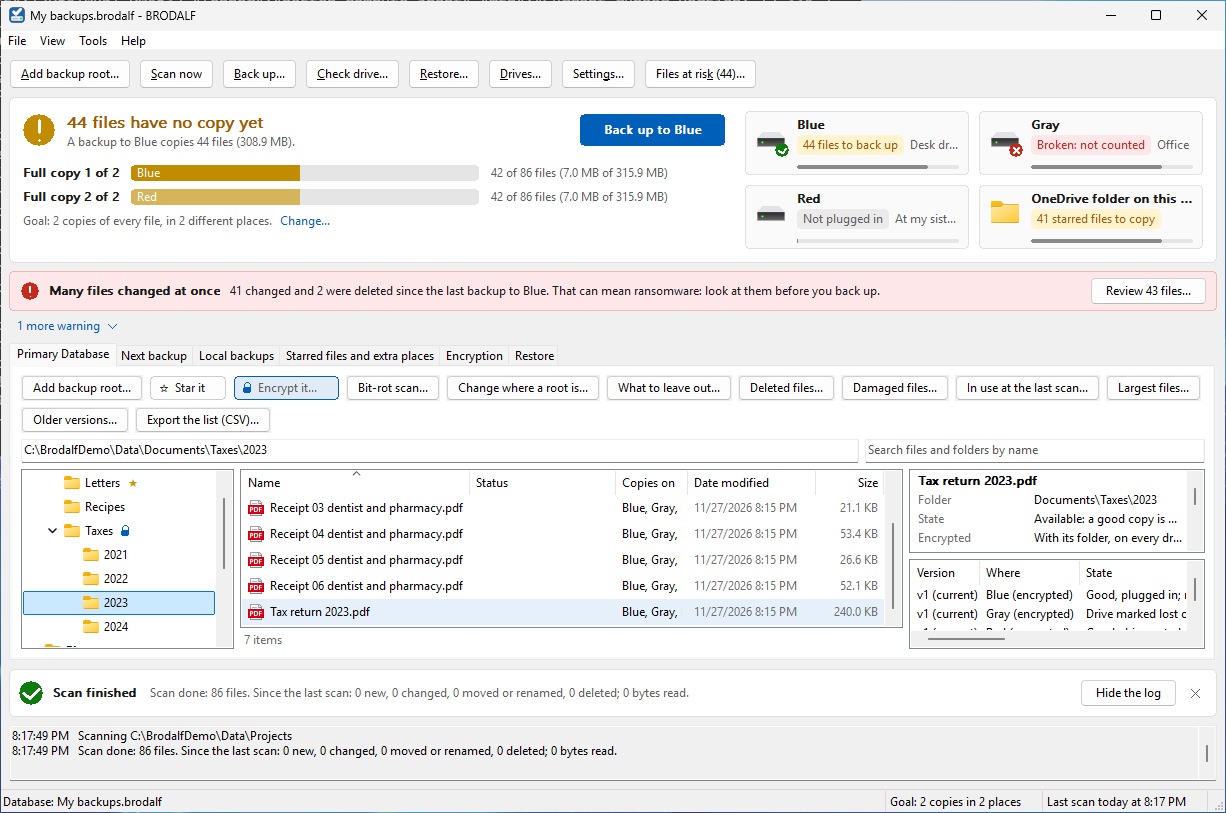 My backups.brodalf - BRODALF
File View Tools Help
Add backup root... Scan now Back up... Check drive... Restore... Drives... Settings... Files at risk (44)...
44 files have no copy yet
A backup to Blue copies 44 files (308.9 MB).
Back up to Blue
Full copy 1 of 2 Blue 42 of 86 files (7.0 MB of 315.9 MB)
Full copy 2 of 2 Red 42 of 86 files (7.0 MB of 315.9 MB)
Goal: 2 copies of every file, in 2 different places. Change...
Blue
44 files to back up Desk dr...
Gray
Broken: not counted Office
Red
Not plugged in At my sist...
OneDrive folder on this ...
41 starred files to copy
Many files changed at once 41 changed and 2 were deleted since the last backup to Blue. That can mean ransomware: look at them before you back up. Review 43 files...
1 more warning
Primary Database Next backup Local backups Starred files and extra places Encryption Restore
Add backup root... Star it Encrypt it... Bit-rot scan... Change where a root is... What to leave out... Deleted files... Damaged files... In use at the last scan... Largest files...
Older versions... Export the list (CSV)...
C:\BrodalfDemo\Data\Documents\Taxes\2023 Search files and folders by name
Letters
Recipes
Taxes
2021
2022
2023
2024
Name Status Copies on Date modified Size
Receipt 03 dentist and pharmacy.pdf Blue, Gray, 11/27/2026 8:15 PM 21.1 KB
Receipt 04 dentist and pharmacy.pdf Blue, Gray, 11/27/2026 8:15 PM 53.4 KB
Receipt 05 dentist and pharmacy.pdf Blue, Gray, 11/27/2026 8:15 PM 26.6 KB
Receipt 06 dentist and pharmacy.pdf Blue, Gray, 11/27/2026 8:15 PM 52.1 KB
Tax return 2023.pdf Blue, Gray, 11/27/2026 8:15 PM 240.0 KB
7 items
Tax return 2023.pdf
Folder Documents\Taxes\2023
State Available: a good copy is ...
Encrypted With its folder, on every dr...
Version Where State
v1 (current) Blue (encrypted) Good, plugged in;
v1 (current) Gray (encrypted) Drive marked lost
Scan finished Scan done: 86 files. Since the last scan: 0 new, 0 changed, 0 moved or renamed, 0 deleted; 0 bytes read. Hide the log
8:17:49 PM Scanning C:\BrodalfDemo\Data\Projects
8:17:49 PM Scan done: 86 files. Since the last scan: 0 new, 0 changed, 0 moved or renamed, 0 deleted; 0 bytes read.
Database: My backups.brodalf Goal: 2 copies in 2 places Last scan today at 8:17 PM